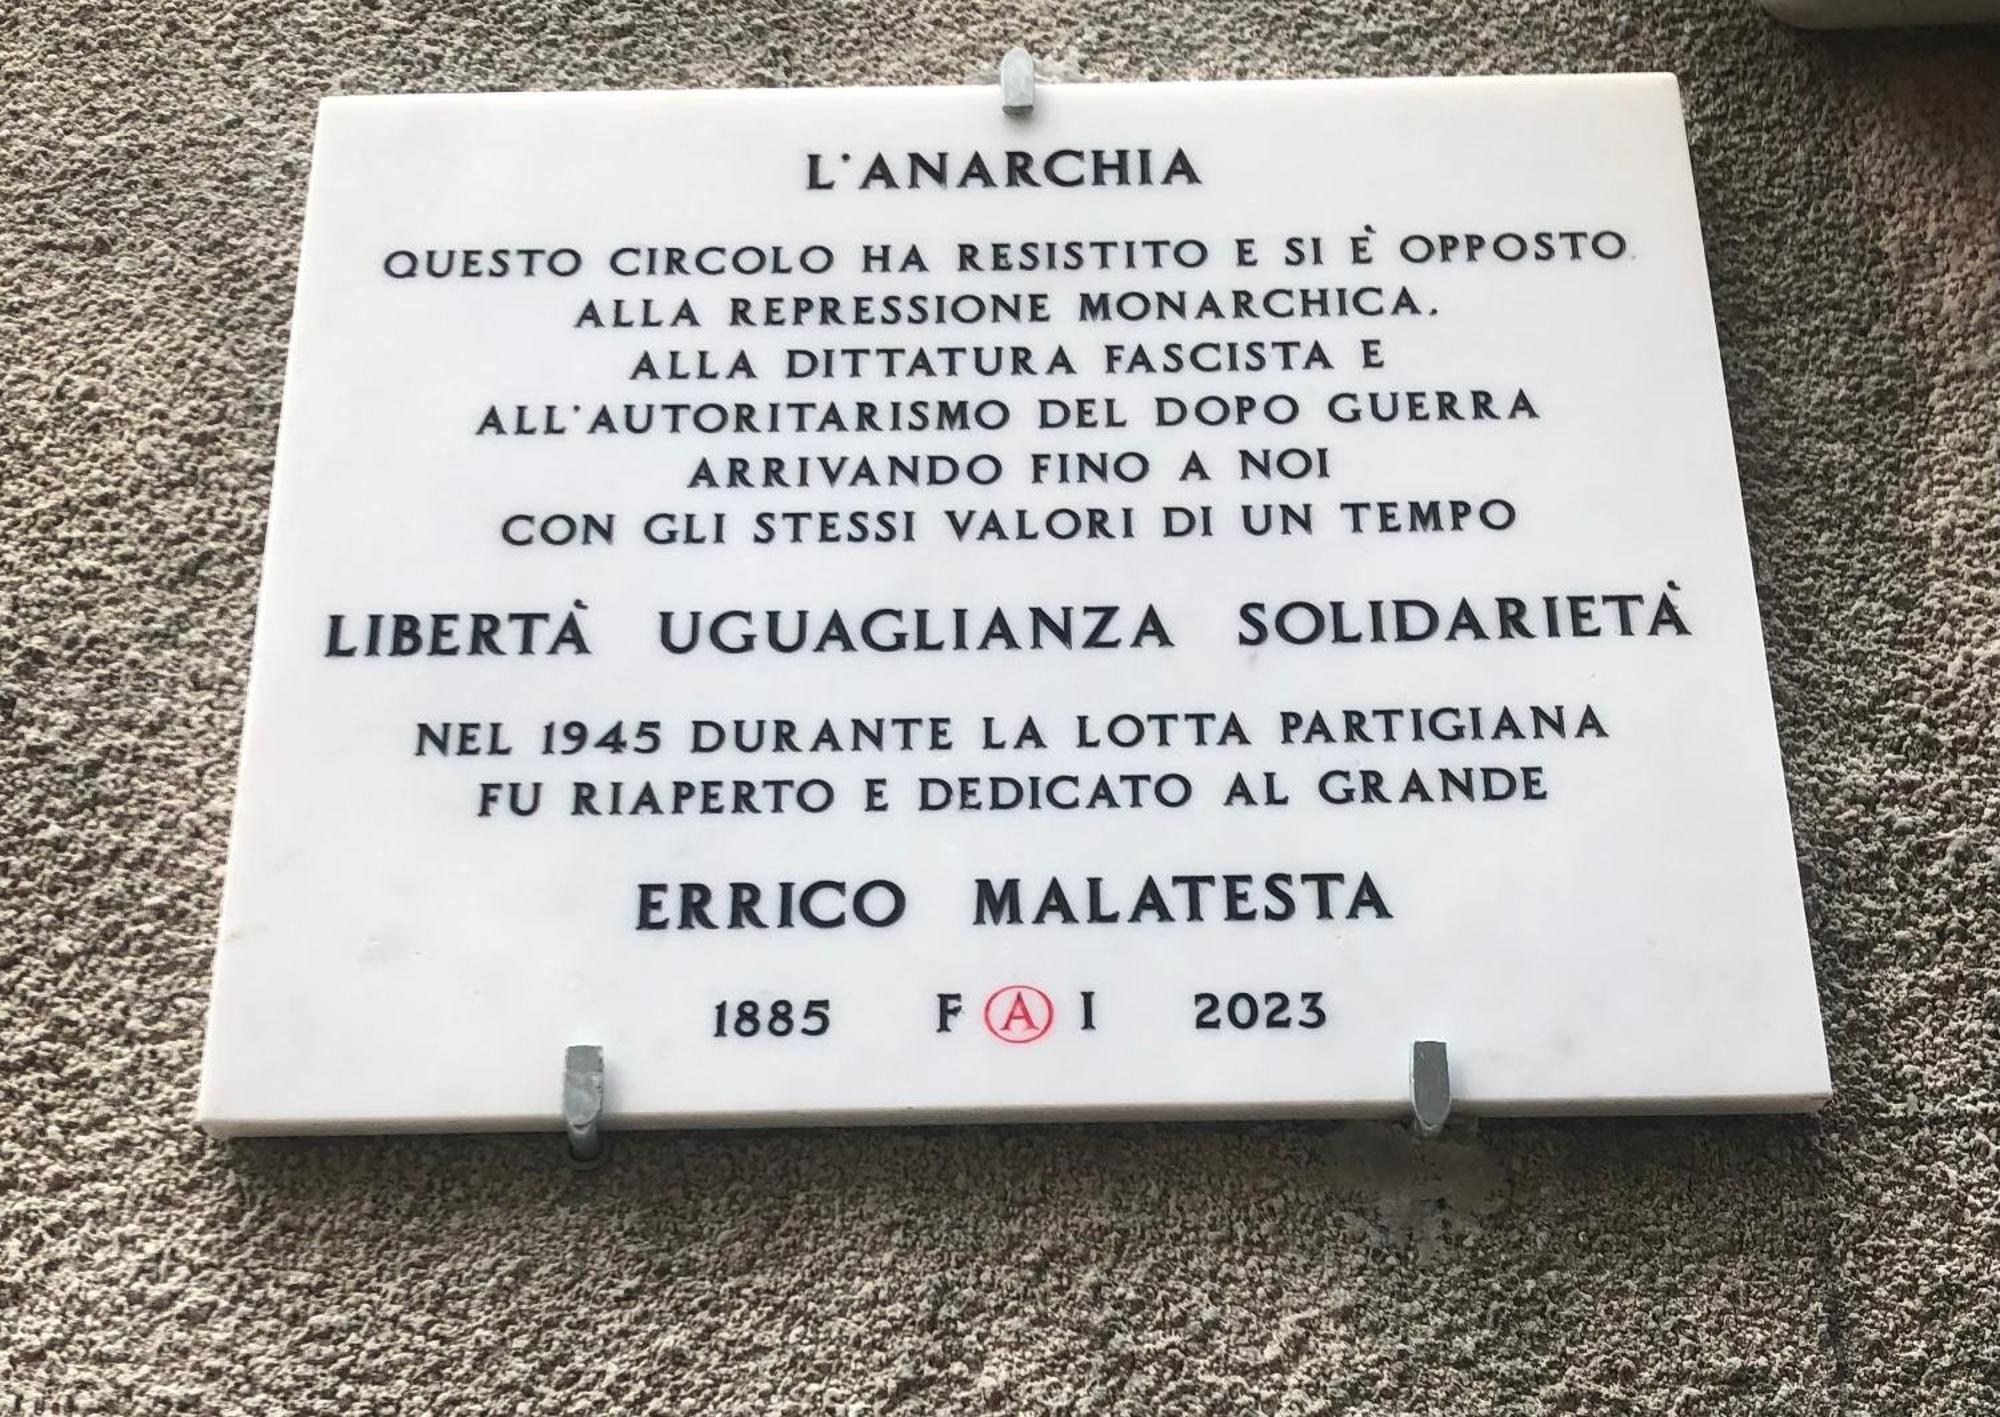 L'ANARCHIA
QUESTO CIRCOLO HA RESISTITO E SI È OPPOSTO
ALLA REPRESSIONE MONARCHICA,
ALLA DITTATURA FASCISTA E
ALL'AUTORITARISMO DEL DOPO GUERRA
ARRIVANDO FINO A NOI
CON GLI STESSI VALORI DI UN TEMPO
LIBERTÀ UGUAGLIANZA SOLIDARIETÀ
NEL 1945 DURANTE LA LOTTA PARTIGIANA
FU RIAPERTO E DEDICATO AL GRANDE
ERRICO MALATESTA
1885 F A I 2023